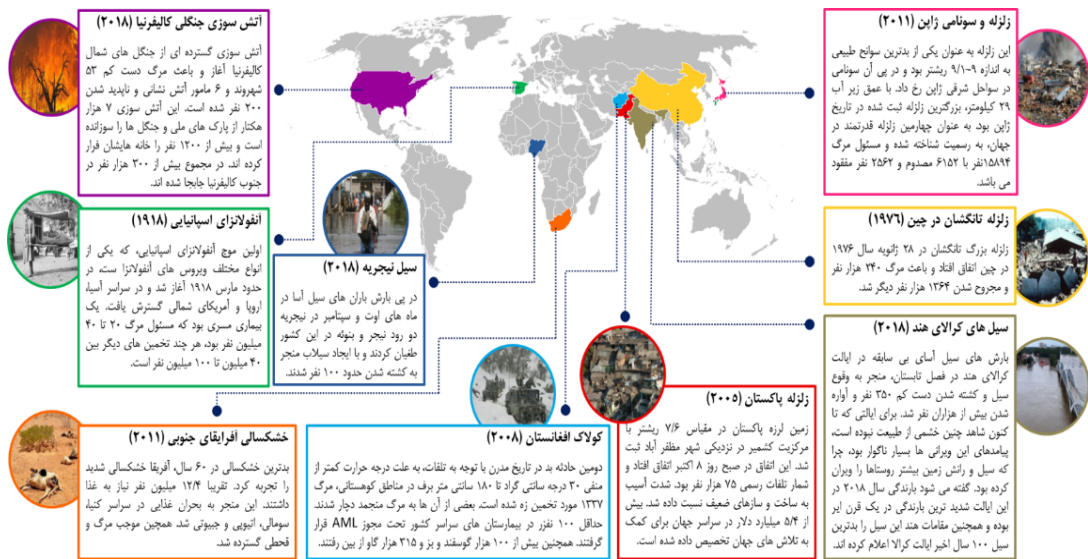 زلزله و سونامی ژاپن (۲۰۱۱)
این زلزله به عنوان یکی از بدترین سوانح طبیعی
به اندازه ۹-۹/۱ ریشتر بود و در پی آن سونامی
در سواحل شرقی ژاپن رخ داد. با عمق زیر آب
۲۹ کیلومتر، بزرگترین زلزله ثبت شده در تاریخ
ژاپن بود، به عنوان چهارمین زلزله قدرتمند در
جهان، به رسمیت شناخته شده و مسئول مرگ
۱۵۸۹۴نفر با ۶۱۵۲ مصدوم و ۲۵۶۲ نفر مفقود
می باشد.
زلزله تانگشان در چین (۱۹۷۶)
زلزله بزرگ تانگشان در ۲۸ ژانویه سال ۱۹۷۶
در چین اتفاق افتاد و باعث مرگ ۲۴۰ هزار نفر
و مجروح شدن ۱۳۶۴ هزار نفر دیگر شد.
سیل های کرالای هند (۲۰۱۸)
بارش های سیل آسای بی سابقه در ایالت
کرالای هند در فصل تابستان، منجر به وقوع
سیل و کشته شدن دست کم ۳۵۰ نفر و آواره
شدن بیش از هزاران نفر شد. برای ایالتی که تا
کنون شاهد چنین خشمی از طبیعت نبوده است،
پیامدهای این ویرانی ها بسیار ناگوار بود، چرا
که سیل و رانش زمین بیشتر روستاها را ویران
کرده بود. گفته می شود بارندگی سال ۲۰۱۸ در
این ایالت شدید ترین بارندگی در یک قرن ایر
بوده و همچنین مقامات هند این سیل را بدترین
سیل ۱۰۰ سال اخیر ایالت کرالا اعلام کرده اند.
آتش سوزی جنگلی کالیفرنیا (۲۰۱۸)
آتش سوزی گسترده ای از جنگل های شمال
کالیفرنیا آغاز و باعث مرگ دست کم ۵۳
شهروند و ۶ مامور آتش نشانی و ناپدید شدن
۲۰۰ نفر شده است. این آتش سوزی ۷ هزار
هکتار از پارک های ملی و جنگل ها را سوزانده
است و بیش از ۱۲۰۰ نفر را خانه هایشان فرار
کرده اند. در مجموع بیش از ۳۰۰ هزار نفر در
جنوب کالیفرنیا جابجا شده اند.
آنفولانزای اسپانیایی (۱۹۱۸)
اولین موج آنفولانزای اسپانیایی، که یکی از
انواع مختلف ویروس های آنفولانزا ست، در
حدود مارس ۱۹۱۸ آغاز شد و در سراسر آسیا،
اروپا و آمریکای شمالی گسترش یافت. یک
بیماری مسری بود که مسئول مرگ ۲۰ تا ۴۰
میلیون نفر بود، هر چند تخمین های دیگر بین
۴۰ میلیون تا ۱۰۰ میلیون نفر است.
سیل نیجریه (۲۰۱۸)
در پی بارش باران های سیل آسا در
ماه های اوت و سپتامبر در نیجریه
دو رود نیجر و بنوئه در این کشور
طغیان کردند و با ایجاد سیلاب منجر
به کشته شدن حدود ۱۰۰ نفر شدند.
زلزله پاکستان (۲۰۰۵)
زمین لرزه پاکستان در مقیاس ۷/۶ ریشتر با
مرکزیت کشمیر در نزدیکی شهر مظفر آباد ثبت
شد. این اتفاق در صبح روز ۸ اکتبر اتفاق افتاد و
شمار تلفات رسمی ۷۵ هزار نفر بود. شدت آسیب
به ساخت و سازهای ضعیف نسبت داده شد. بیش
از ۵/۴ میلیارد دلار در سراسر جهان برای کمک
به تلاش های جهان تخصیص داده شده است.
کولاک افغانستان (۲۰۰۸)
دومین حادثه بد در تاریخ مدرن با توجه به تلفات، به علت درجه حرارت کمتر از
منفی ۳۰ درجه سانتی گراد تا ۱۸۰ سانتی متر برف در مناطق کوهستانی، مرگ
۱۳۳۷ مورد تخمین زه شده است. بعضی از آن ها به مرگ منجمد دچار شدند.
حداقل ۱۰۰ نفزر در بیمارستان های سراسر کشور تحت مجوز AML قرار
گرفتند. همچنین بیش از ۱۰۰ هزار گوسفند و بز و ۳۱۵ هزار گاو از بین رفتند.
خشکسالی آفریقای جنوبی (۲۰۱۱)
بدترین خشکسالی در ۶۰ سال، آفریقا خشکسالی شدید
را تجربه کرد. تقریبا ۱۲/۴ میلیون نفر نیاز به غذا
داشتند. این منجر به بحران غذایی در سراسر کنیا،
سومالی، اتیوپی و جیبوتی شد. همچین موجب مرگ و
قحطی گسترده شد.